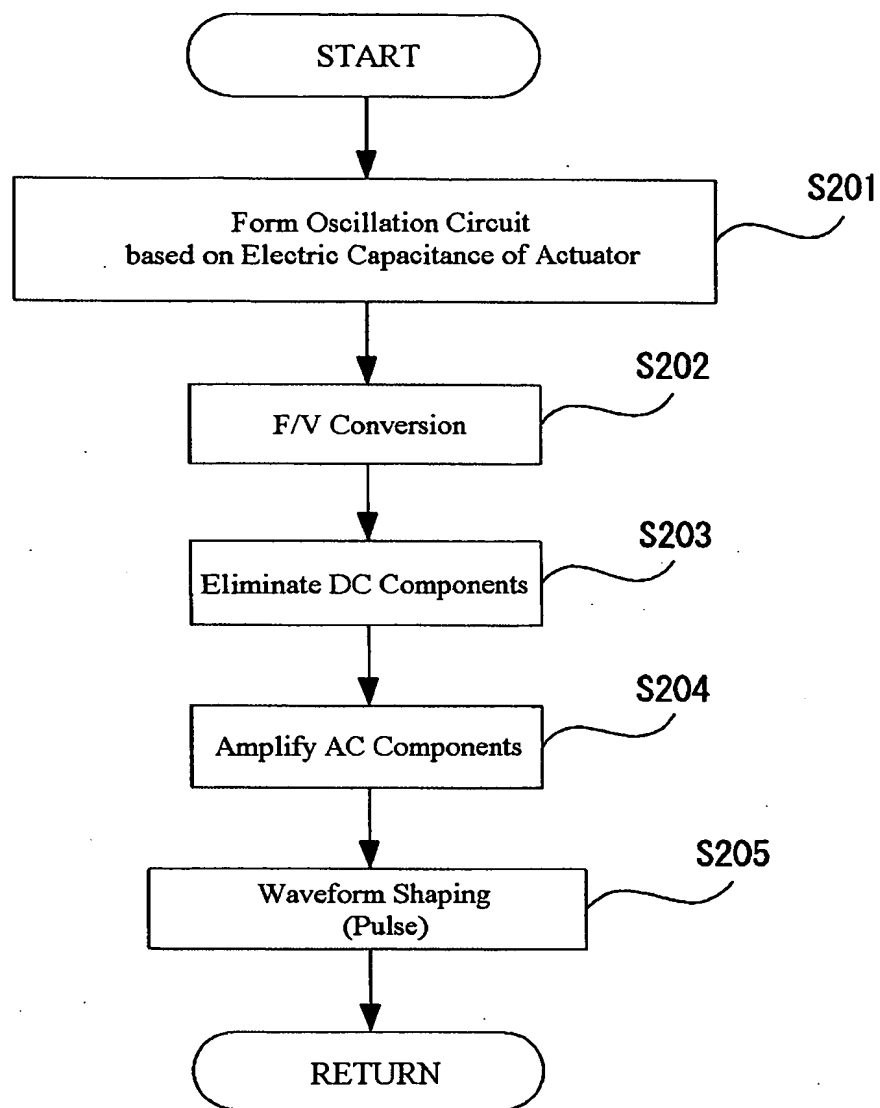 START
S201
Form Oscillation Circuit
based on Electric Capacitance of Actuator
S202
F/V Conversion
S203
Eliminate DC Components
S204
Amplify AC Components
S205
Waveform Shaping
(Pulse)
RETURN